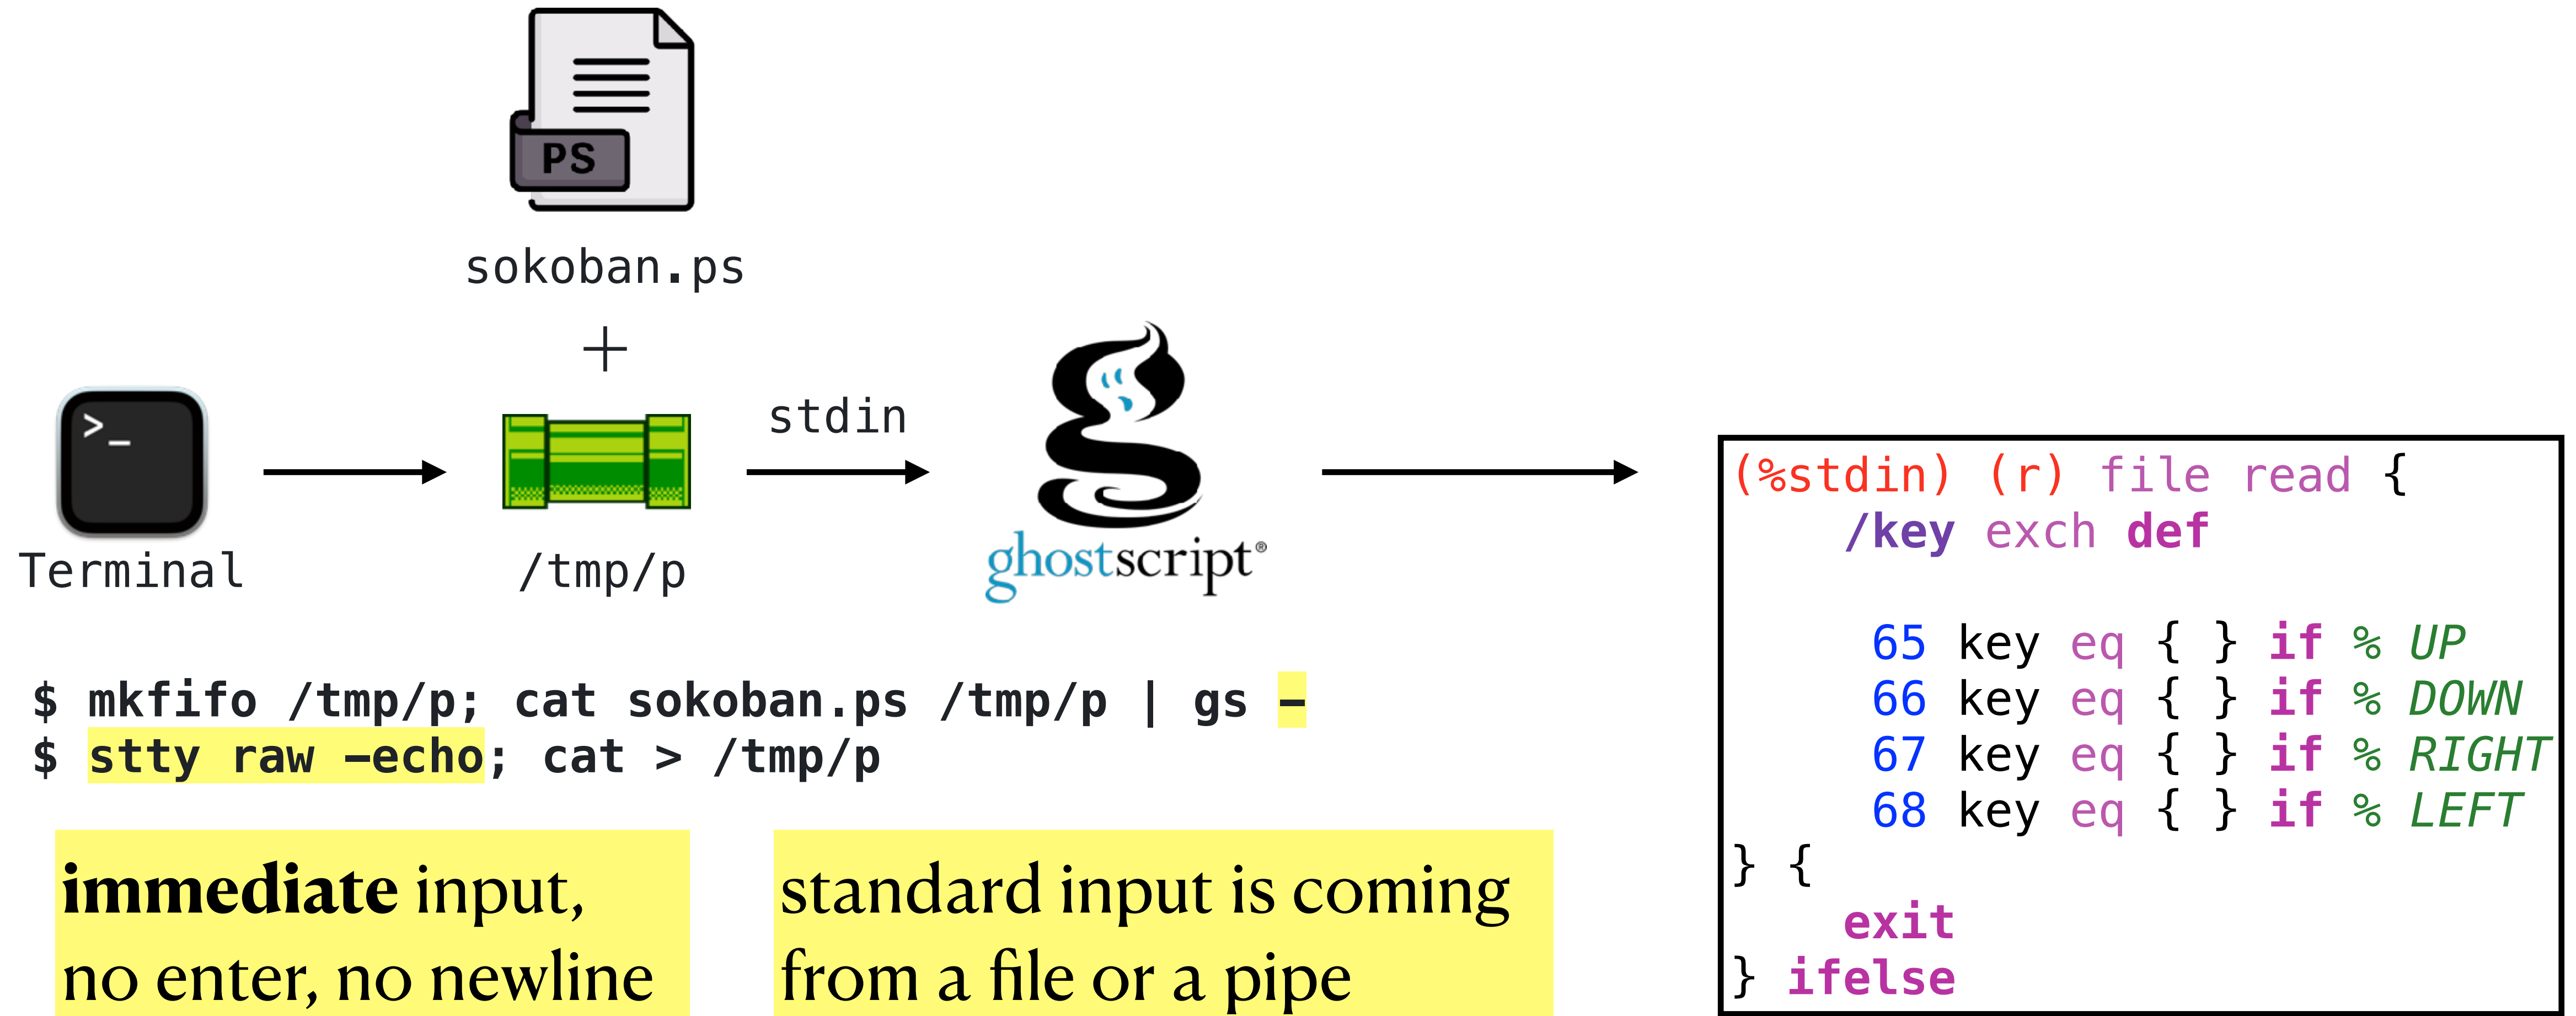 PS
sokoban.ps
+
>_
Terminal
/tmp/p
stdin
ghostscript®
$ mkfifo /tmp/p; cat sokoban.ps /tmp/p | gs -
$ stty raw -echo; cat > /tmp/p
immediate input,
no enter, no newline
standard input is coming
from a file or a pipe
(%stdin) (r) file read {
    /key exch def

     65 key eq { } if % UP
     66 key eq { } if % DOWN
     67 key eq { } if % RIGHT
     68 key eq { } if % LEFT
} {
    exit
} ifelse